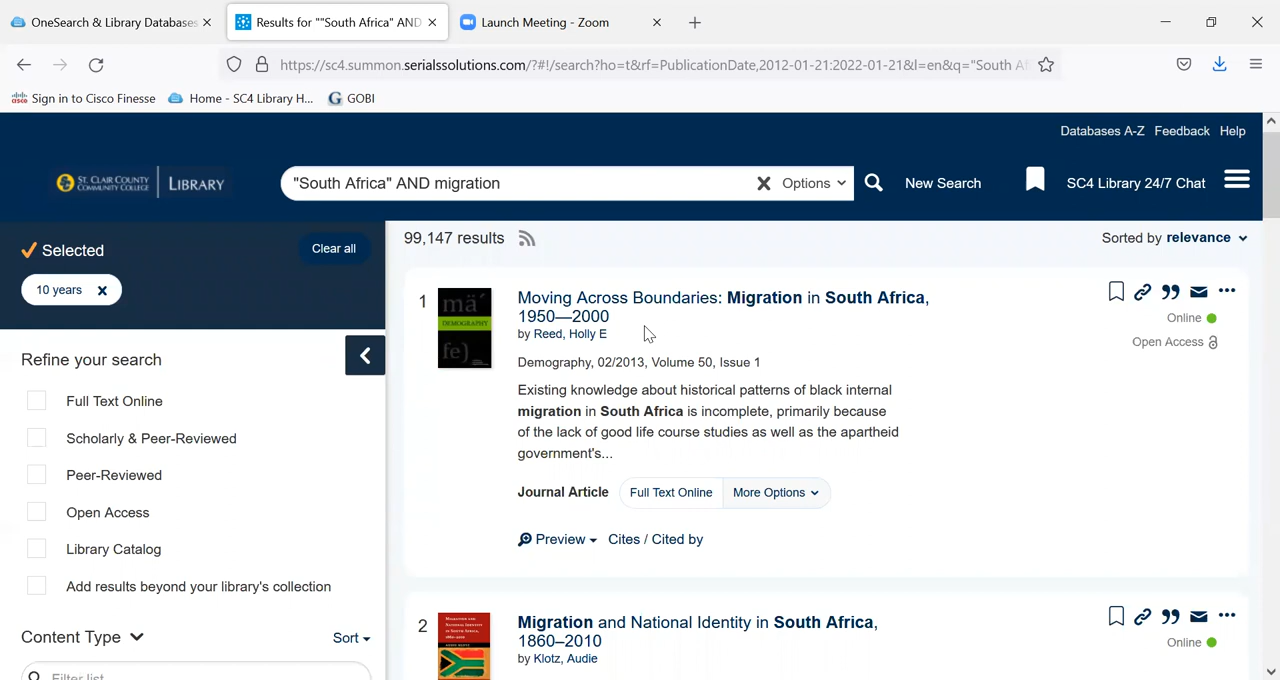 OneSearch & Library Databases
Results for ""South Africa" AND
Launch Meeting - Zoom
https://sc4.summon.serialssolutions.com/?#!/search?ho=t&rf=PublicationDate,2012-01-21:2022-01-21&l=en&q="South Af
Sign in to Cisco Finesse
Home - SC4 Library H...
GOBI
Databases A-Z Feedback Help
ST. CLAIR COUNTY
COMMUNITY COLLEGE
LIBRARY
"South Africa" AND migration
Options
New Search
SC4 Library 24/7 Chat
Selected
Clear all
10 years
99,147 results
Sorted by relevance
Refine your search
Full Text Online
Scholarly & Peer-Reviewed
Peer-Reviewed
Open Access
Library Catalog
Add results beyond your library's collection
Content Type
Sort
Filter list
1
DEMOGRAPHY
Moving Across Boundaries: Migration in South Africa,
1950—2000
by Reed, Holly E
Demography, 02/2013, Volume 50, Issue 1
Existing knowledge about historical patterns of black internal
migration in South Africa is incomplete, primarily because
of the lack of good life course studies as well as the apartheid
government's...
Journal Article
Full Text Online
More Options
Preview
Cites / Cited by
Online
Open Access
2
Migration and National Identity in South Africa,
1860–2010
by Klotz, Audie
Online